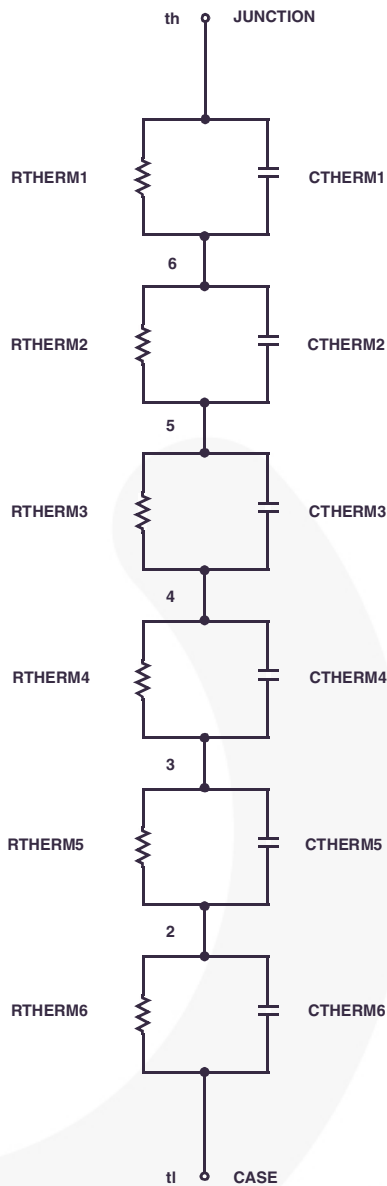 th JUNCTION
RTHERM1 CTHERM1
6
RTHERM2 CTHERM2
5
RTHERM3 CTHERM3
4
RTHERM4 CTHERM4
3
RTHERM5 CTHERM5
2
RTHERM6 CTHERM6
tl CASE